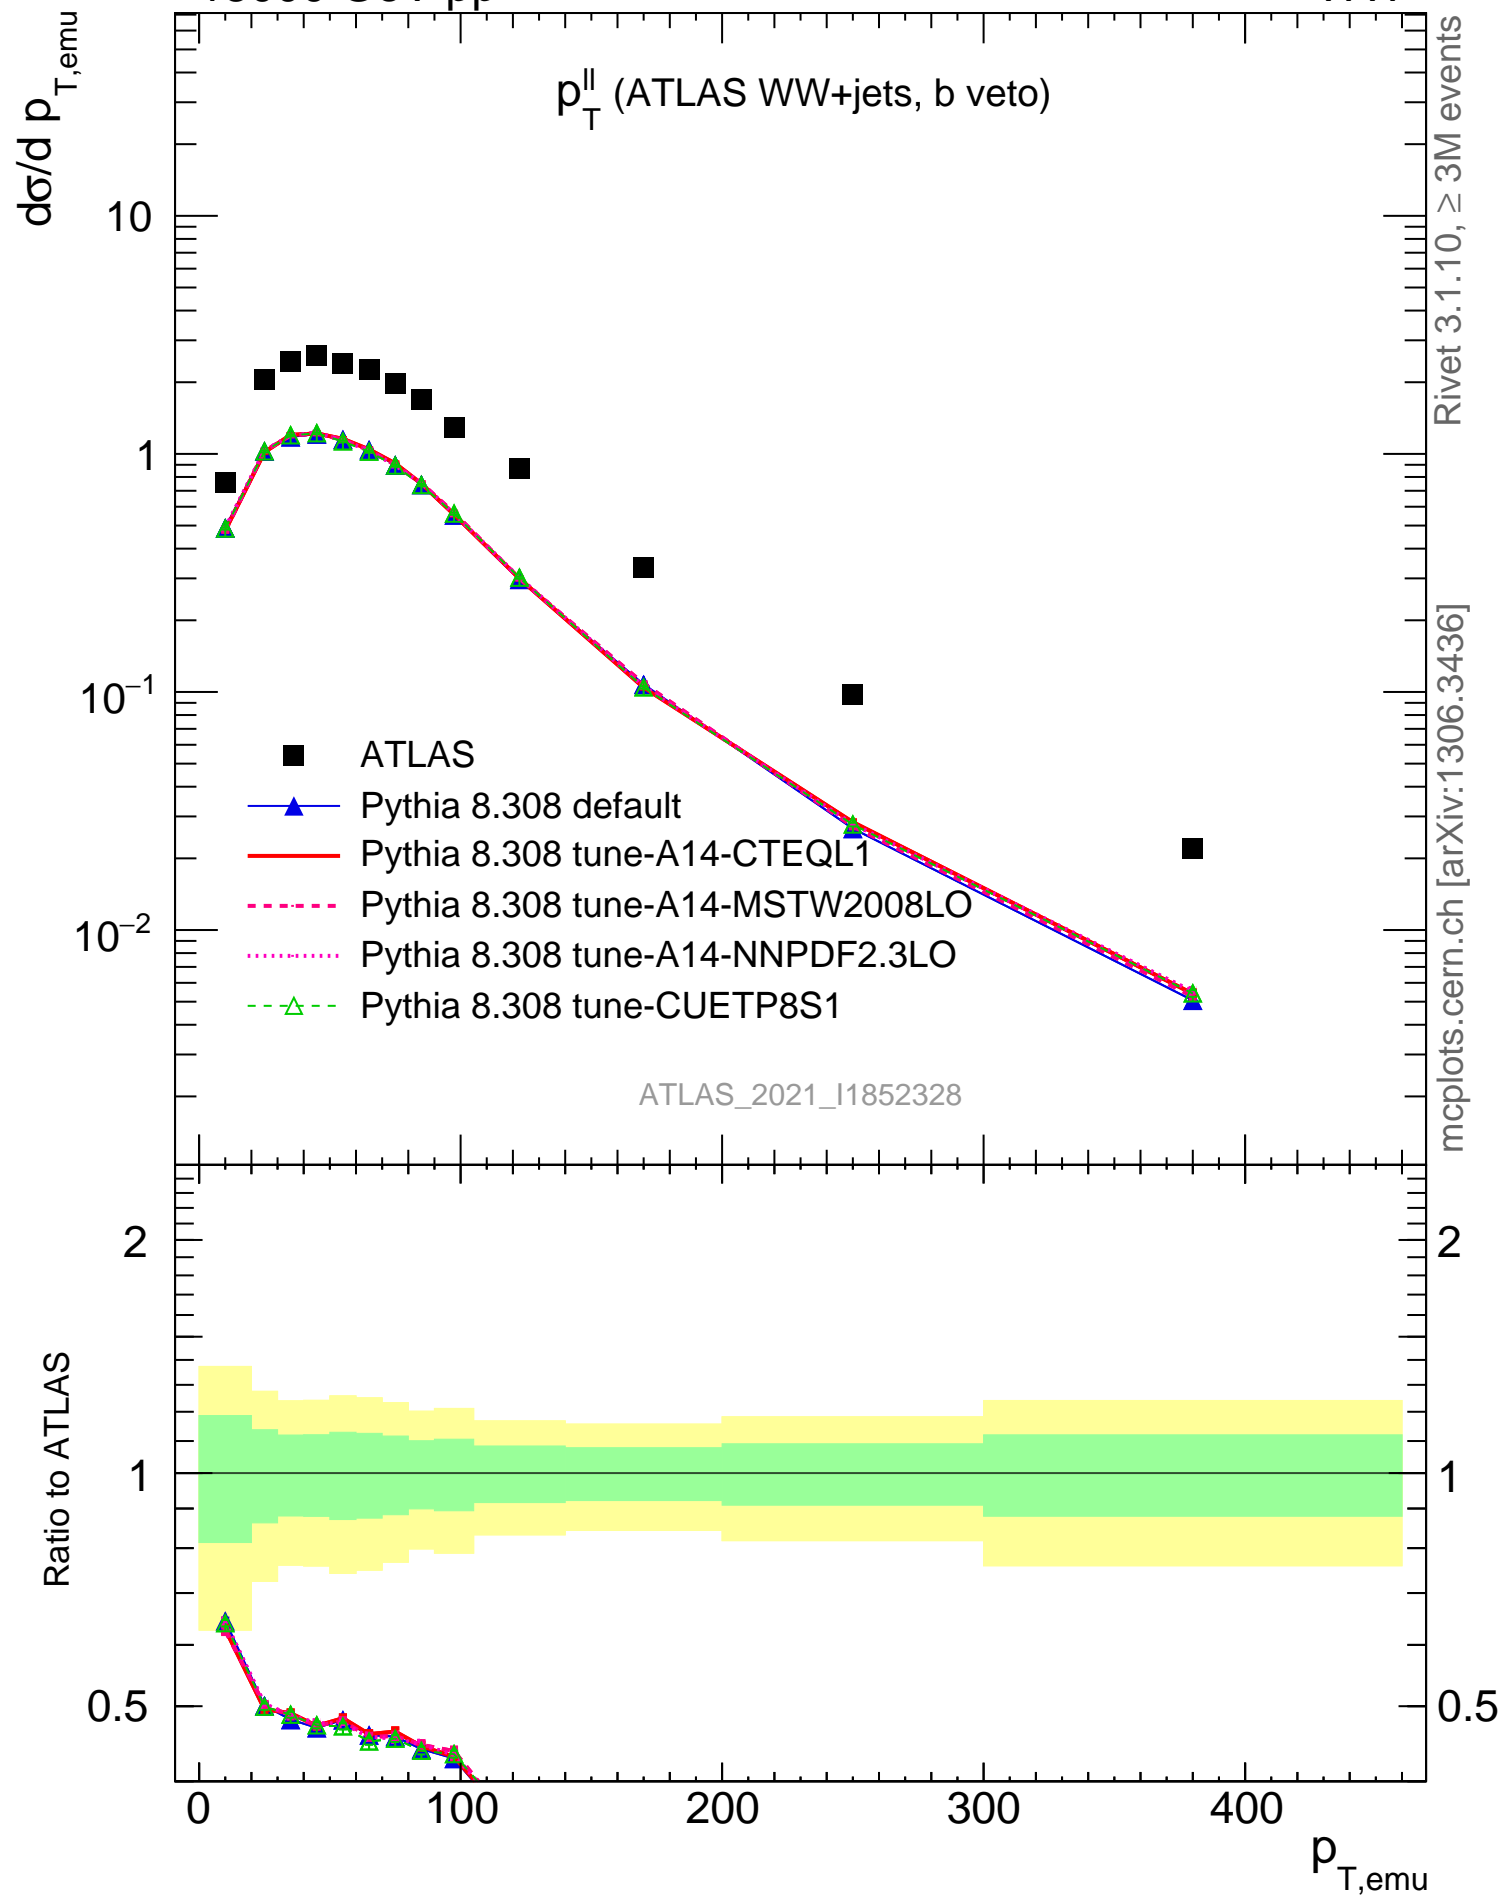 dσ/d p_T,emu
p_T^ll (ATLAS WW+jets, b veto)
10
1
10⁻¹
10⁻²
ATLAS
Pythia 8.308 default
Pythia 8.308 tune-A14-CTEQL1
Pythia 8.308 tune-A14-MSTW2008LO
Pythia 8.308 tune-A14-NNPDF2.3LO
Pythia 8.308 tune-CUETP8S1
ATLAS_2021_I1852328
Rivet 3.1.10, ≥ 3M events
mcplots.cern.ch [arXiv:1306.3436]
Ratio to ATLAS
2
1
0.5
2
1
0.5
0 100 200 300 400
p_T,emu